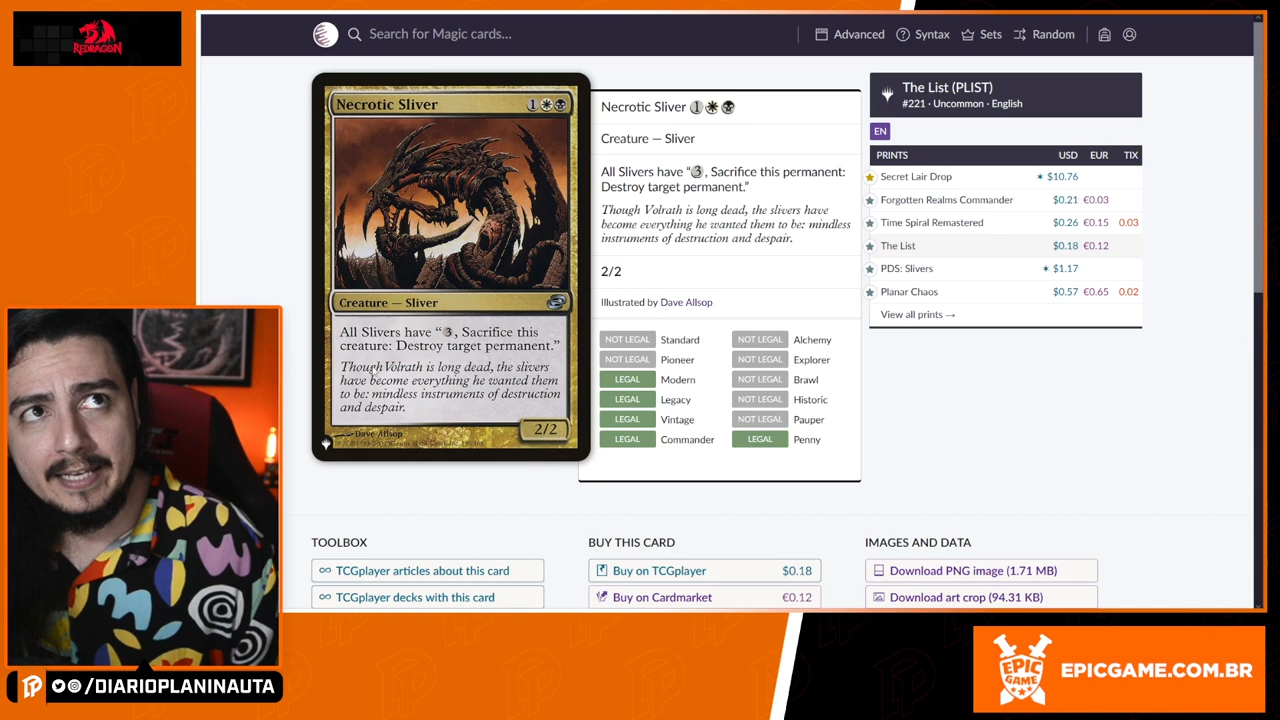 REDRAGON
Search for Magic cards...
Advanced
Syntax
Sets
Random
Necrotic Sliver 1
Creature — Sliver
All Slivers have “3, Sacrifice this
creature: Destroy target permanent.”
Though Volrath is long dead, the slivers
have become everything he wanted them
to be: mindless instruments of destruction
and despair.
Dave Allsop
2/2
Necrotic Sliver 1
Creature — Sliver
All Slivers have “3, Sacrifice this permanent:
Destroy target permanent.”
Though Volrath is long dead, the slivers have
become everything he wanted them to be: mindless
instruments of destruction and despair.
2/2
Illustrated by Dave Allsop
NOT LEGAL Standard NOT LEGAL Alchemy
NOT LEGAL Pioneer NOT LEGAL Explorer
LEGAL Modern NOT LEGAL Brawl
LEGAL Legacy NOT LEGAL Historic
LEGAL Vintage NOT LEGAL Pauper
LEGAL Commander LEGAL Penny
The List (PLIST)
#221 · Uncommon · English
EN
PRINTS USD EUR TIX
Secret Lair Drop $10.76
Forgotten Realms Commander $0.21 €0.03
Time Spiral Remastered $0.26 €0.15 0.03
The List $0.18 €0.12
PDS: Slivers $1.17
Planar Chaos $0.57 €0.65 0.02
View all prints →
TOOLBOX
TCGplayer articles about this card
TCGplayer decks with this card
BUY THIS CARD
Buy on TCGplayer $0.18
Buy on Cardmarket €0.12
IMAGES AND DATA
Download PNG image (1.71 MB)
Download art crop (94.31 KB)
/DIARIOPLANINAUTA
EPIC
GAME
EPICGAME.COM.BR